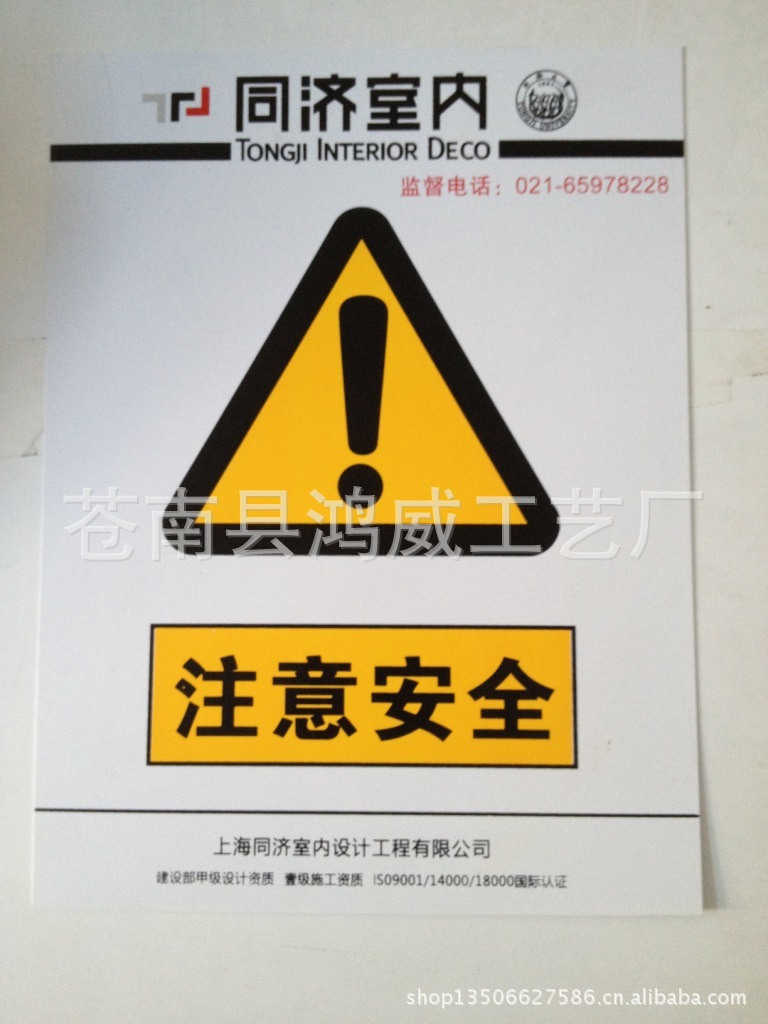 同济室内
TONGJI INTERIOR DECO
监督电话：021-65978228
苍南县鸿威工艺厂
注意安全
上海同济室内设计工程有限公司
建设部甲级设计资质 壹级施工资质 ISO9001/14000/18000国际认证
shop13506627586.cn.alibaba.com